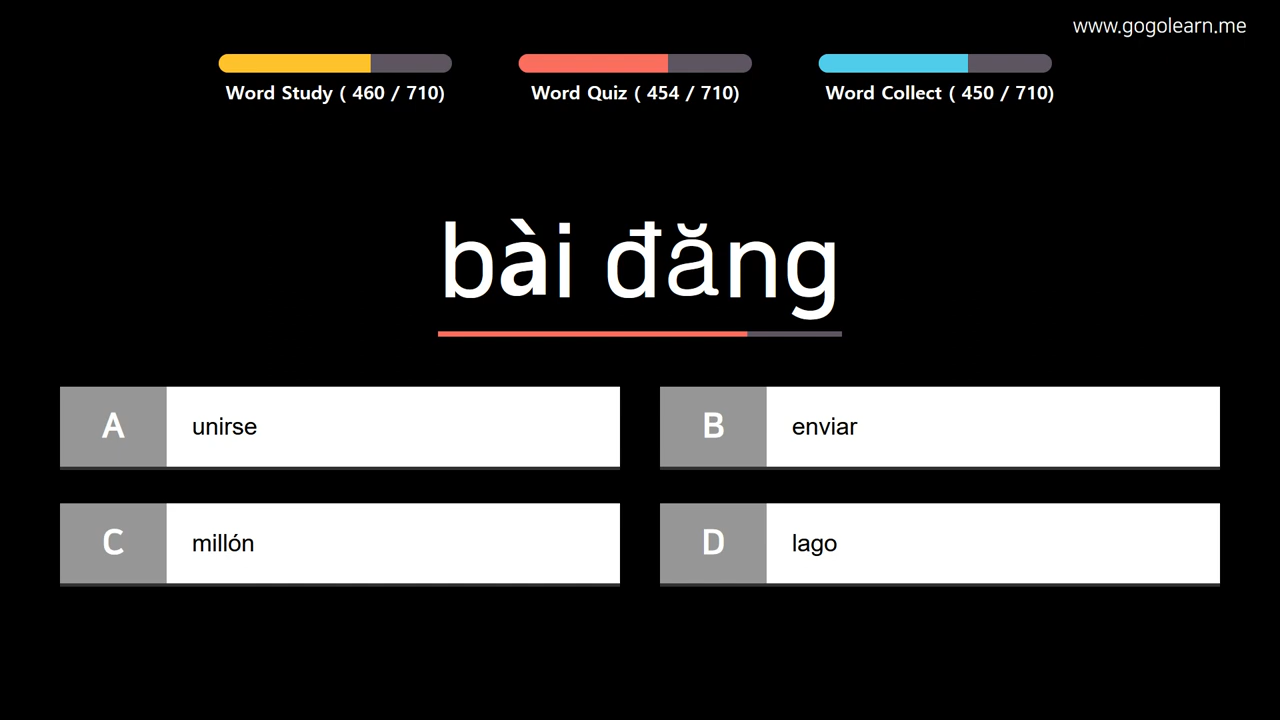 www.gogolearn.me
Word Study ( 460 / 710)
Word Quiz ( 454 / 710)
Word Collect ( 450 / 710)
bài đăng
A unirse
B enviar
C millón
D lago